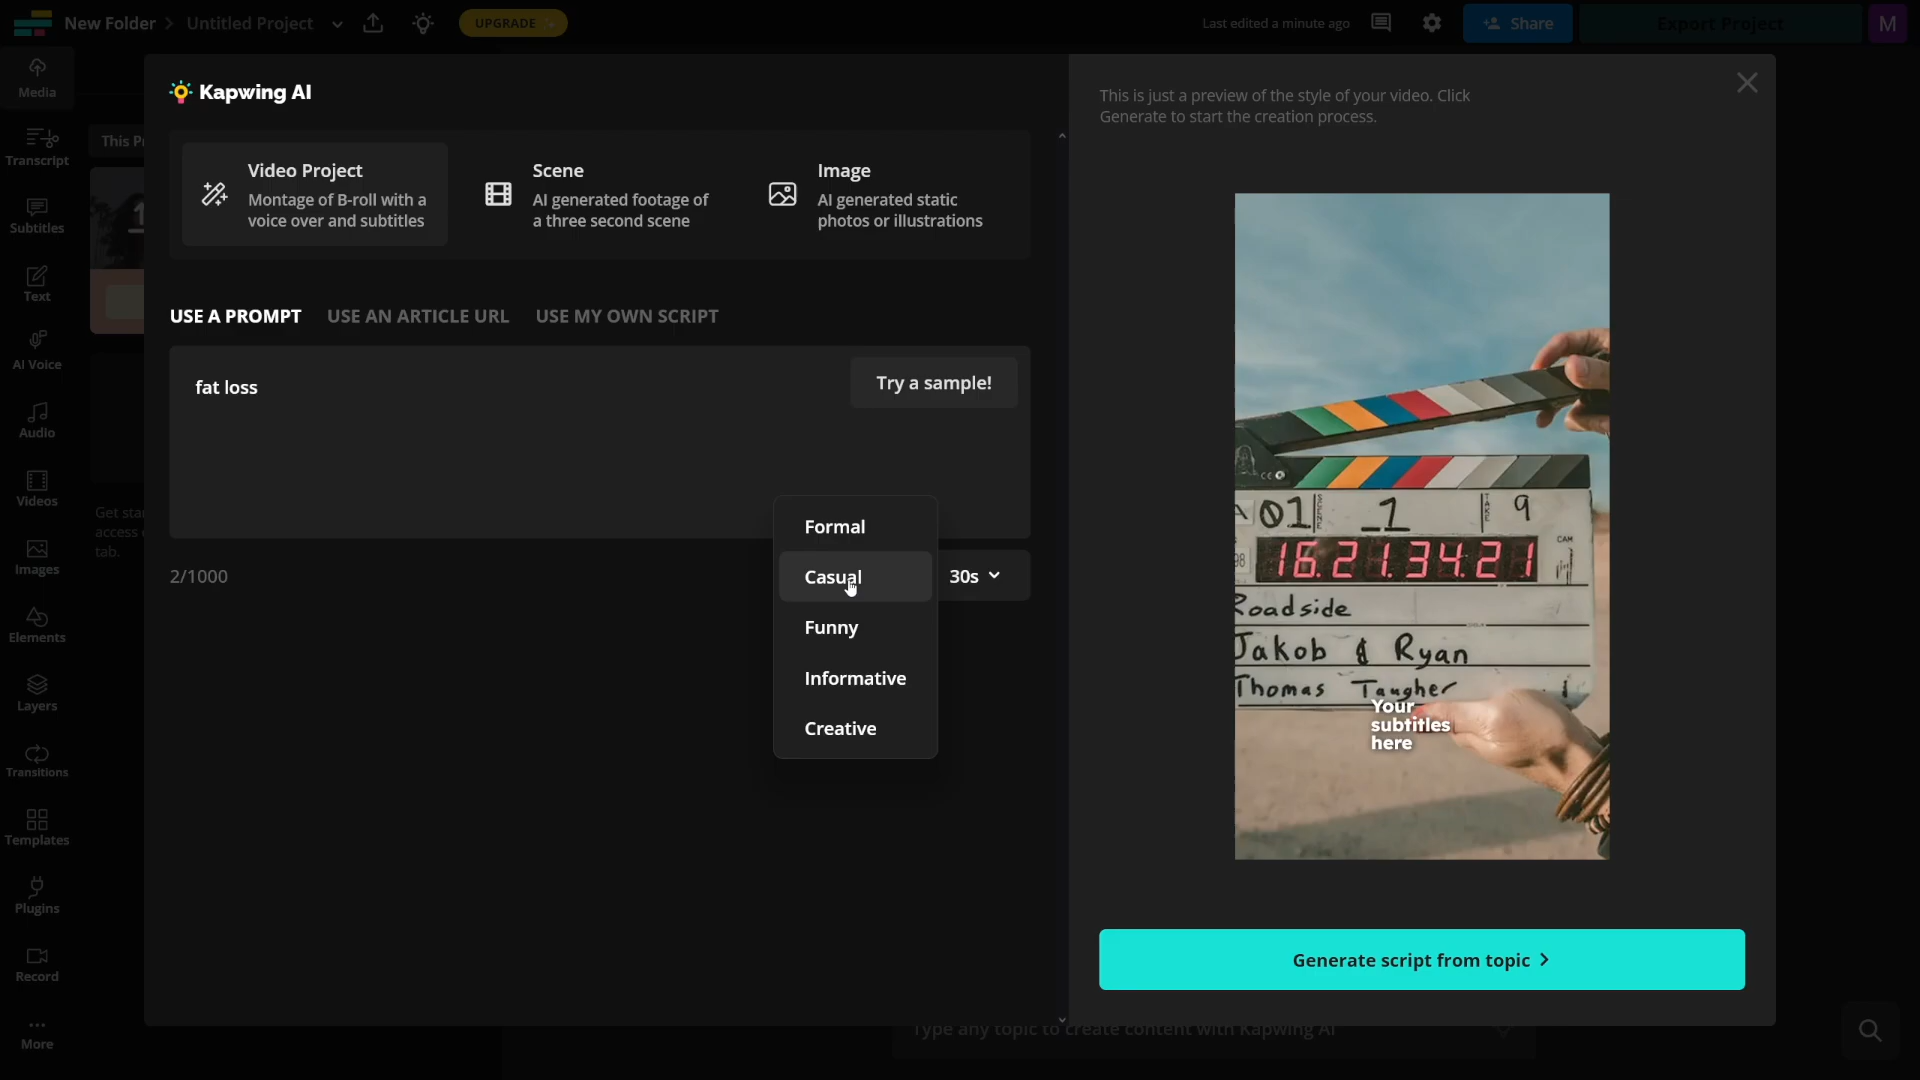 New Folder > Untitled Project
UPGRADE
Last edited a minute ago
Share
Export Project
M
Media
Transcript
Subtitles
Text
AI Voice
Audio
Videos
Images
Elements
Layers
Transitions
Templates
Plugins
Record
More
Kapwing AI
Video Project
Montage of B-roll with a
voice over and subtitles
Scene
AI generated footage of
a three second scene
Image
AI generated static
photos or illustrations
USE A PROMPT
USE AN ARTICLE URL
USE MY OWN SCRIPT
fat loss
Try a sample!
2/1000
Formal
Casual
Funny
Informative
Creative
30s
This is just a preview of the style of your video. Click
Generate to start the creation process.
01
1
9
CAM
16.21.34.21
Roadside
Jakob & Ryan
Thomas Taugher
Your
subtitles
here
Generate script from topic >
access
tab.
Type any topic to create content with Kapwing AI